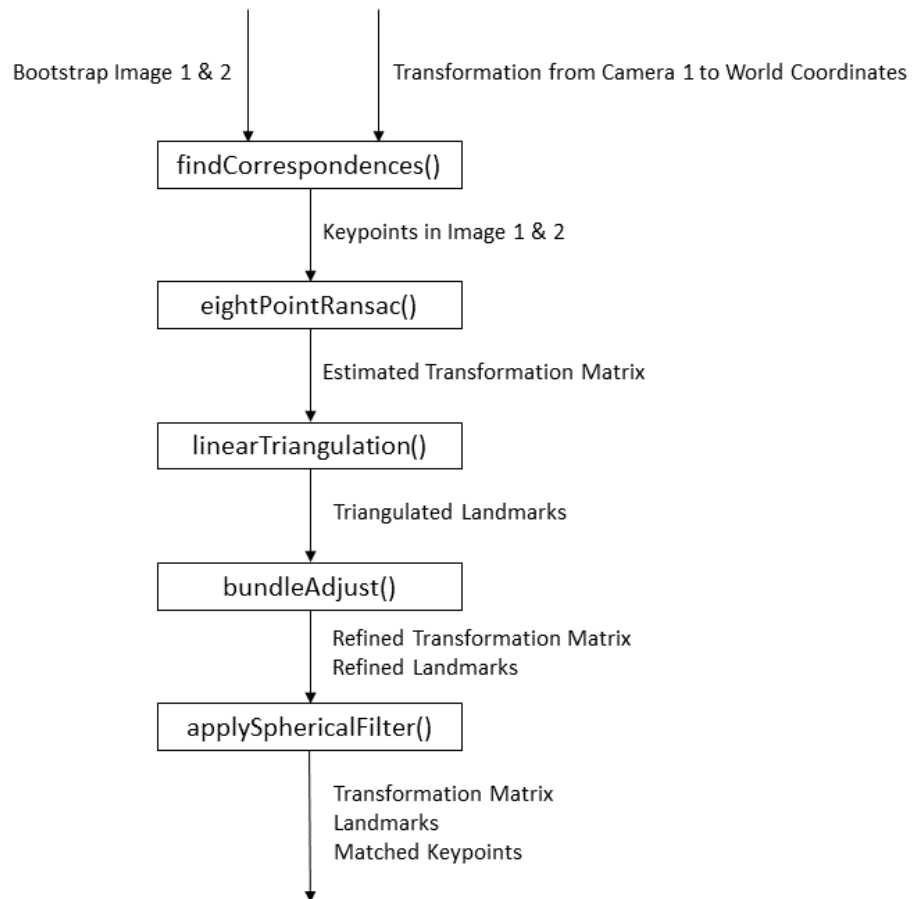 Bootstrap Image 1 & 2
Transformation from Camera 1 to World Coordinates
findCorrespondences()
Keypoints in Image 1 & 2
eightPointRansac()
Estimated Transformation Matrix
linearTriangulation()
Triangulated Landmarks
bundleAdjust()
Refined Transformation Matrix
Refined Landmarks
applySphericalFilter()
Transformation Matrix
Landmarks
Matched Keypoints